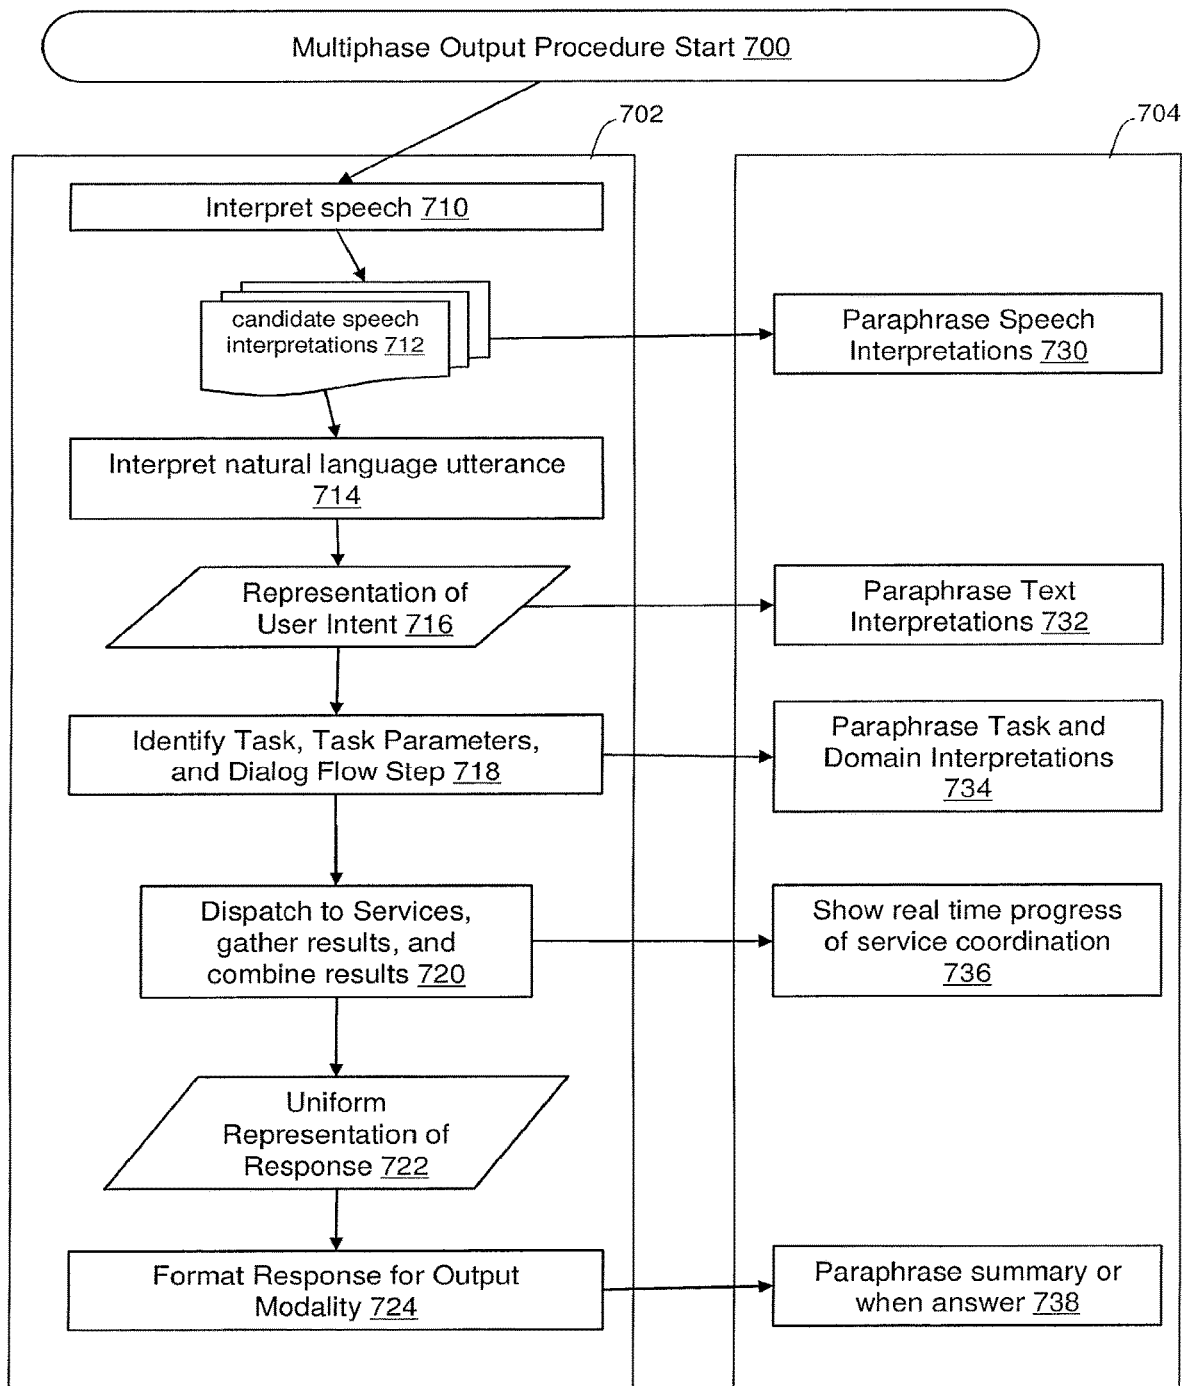 Multiphase Output Procedure Start 700
702
704
Interpret speech 710
candidate speech
interpretations 712
Paraphrase Speech
Interpretations 730
Interpret natural language utterance
714
Representation of
User Intent 716
Paraphrase Text
Interpretations 732
Identify Task, Task Parameters,
and Dialog Flow Step 718
Paraphrase Task and
Domain Interpretations
734
Dispatch to Services,
gather results, and
combine results 720
Show real time progress
of service coordination
736
Uniform
Representation of
Response 722
Format Response for Output
Modality 724
Paraphrase summary or
when answer 738